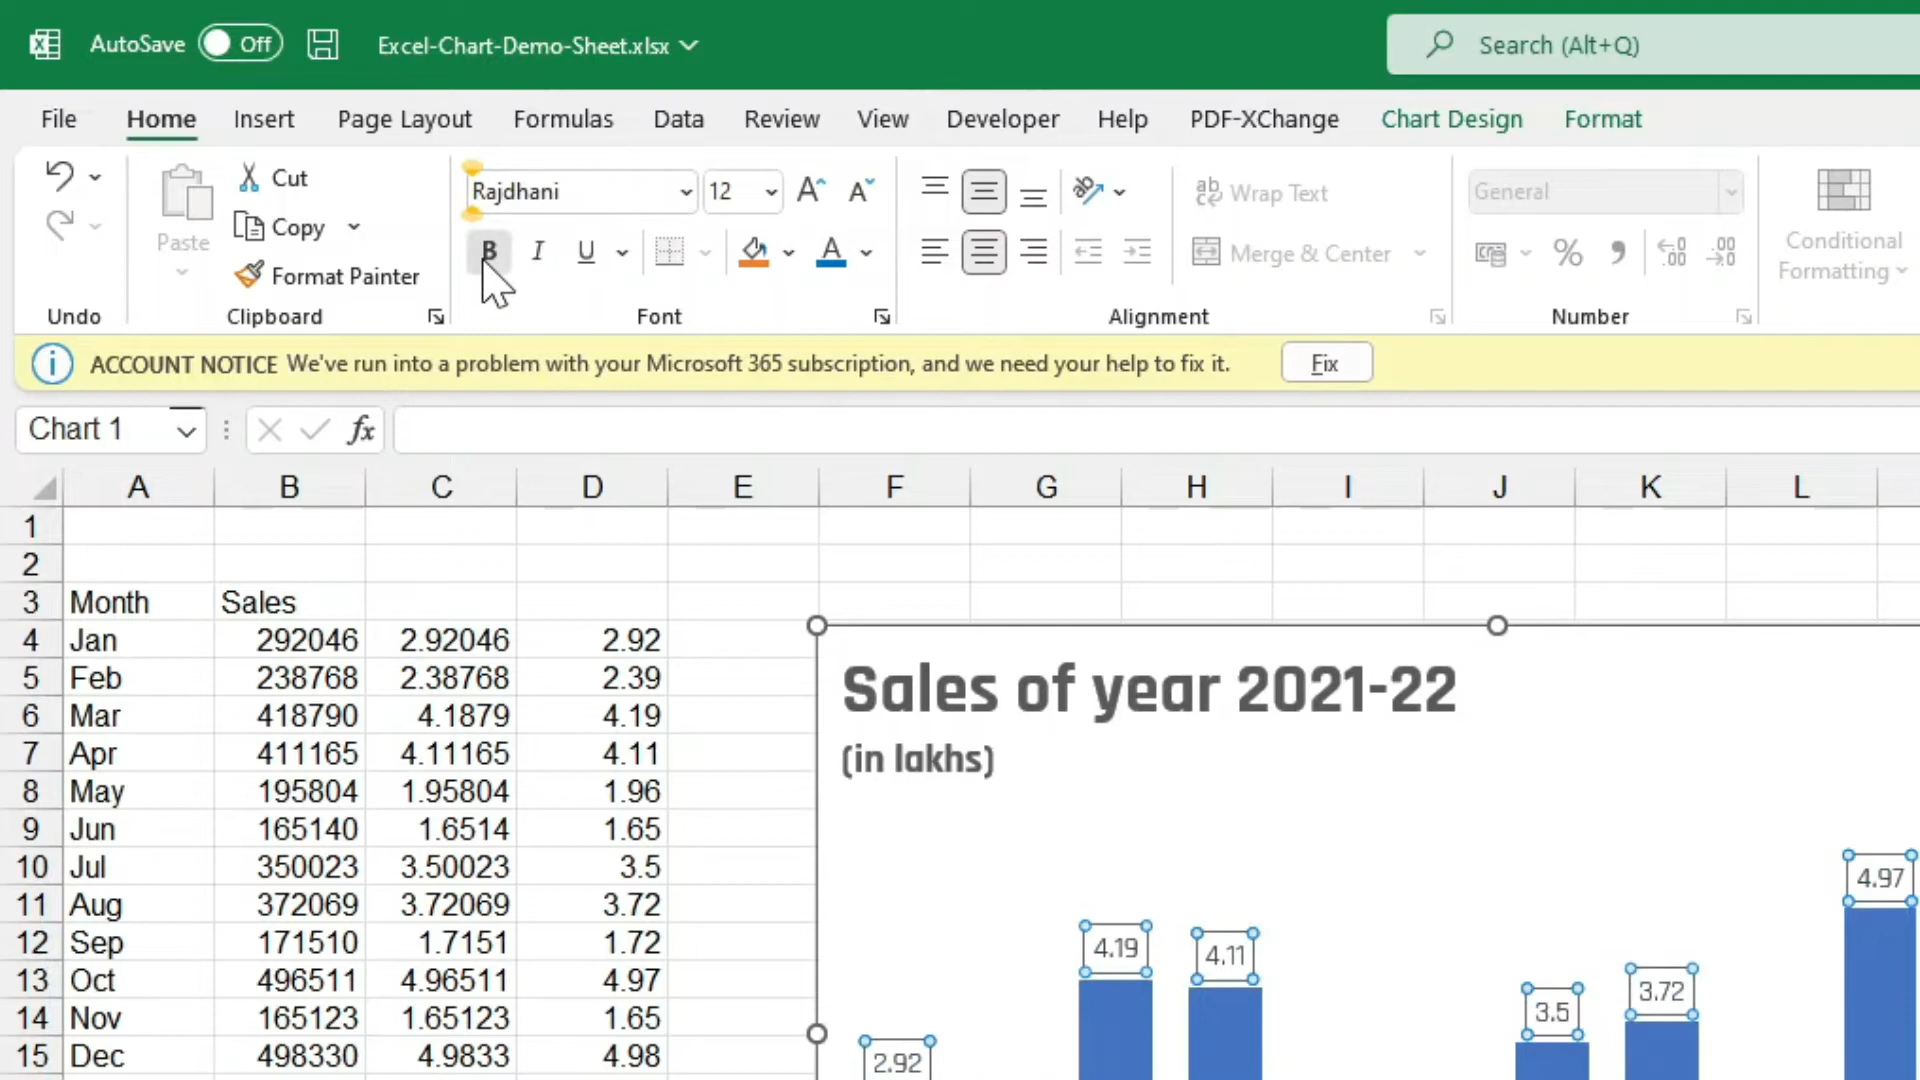 AutoSave Off Excel-Chart-Demo-Sheet.xlsx Search (Alt+Q)
File Home Insert Page Layout Formulas Data Review View Developer Help PDF-XChange Chart Design Format
Cut Rajdhani 12 A A ab Wrap Text General
Paste Copy B I U A Merge & Center % Conditional
Format Painter Formatting
Undo Clipboard Font Alignment Number
ACCOUNT NOTICE We've run into a problem with your Microsoft 365 subscription, and we need your help to fix it. Fix
Chart 1 fx
A B C D E F G H I J K L
1
2
3 Month Sales
4 Jan 292046 2.92046 2.92
5 Feb 238768 2.38768 2.39
6 Mar 418790 4.1879 4.19
7 Apr 411165 4.11165 4.11
8 May 195804 1.95804 1.96
9 Jun 165140 1.6514 1.65
10 Jul 350023 3.50023 3.5
11 Aug 372069 3.72069 3.72
12 Sep 171510 1.7151 1.72
13 Oct 496511 4.96511 4.97
14 Nov 165123 1.65123 1.65
15 Dec 498330 4.9833 4.98
Sales of year 2021-22
(in lakhs)
2.92 4.19 4.11 3.5 3.72 4.97